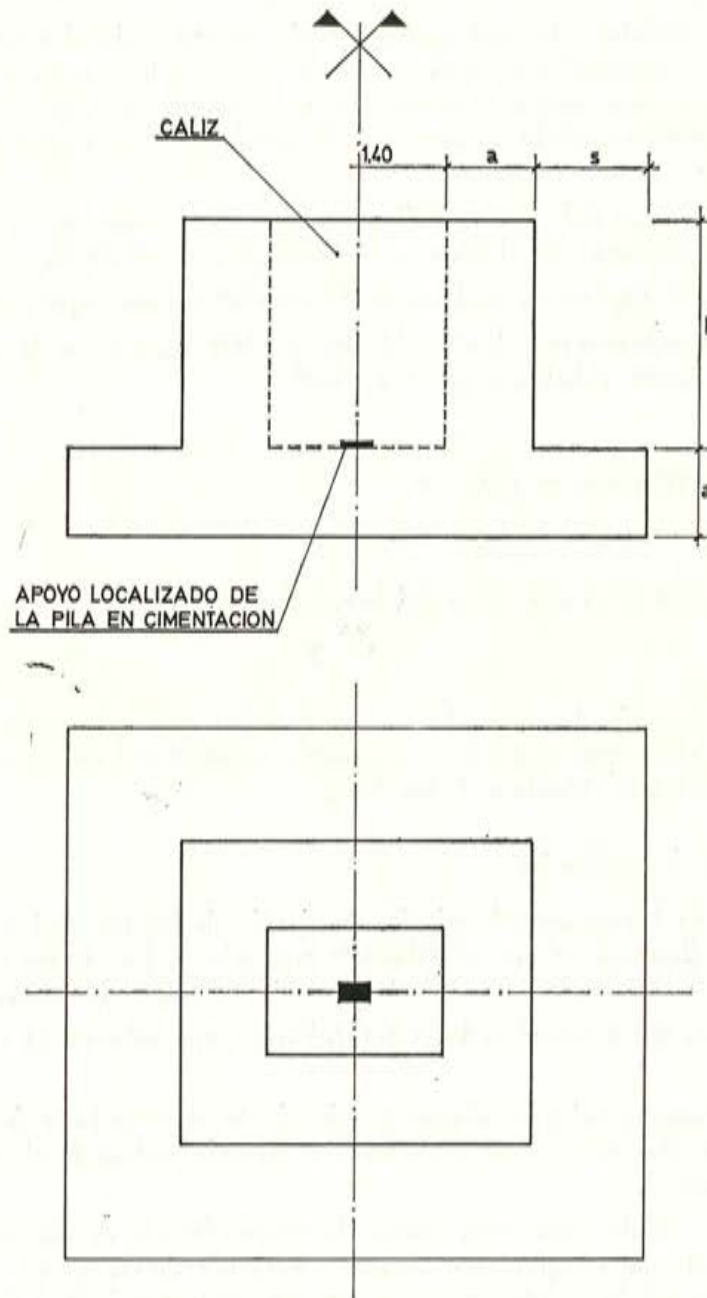 CALIZ
1.40 a s
a
APOYO LOCALIZADO DE
LA PILA EN CIMENTACION